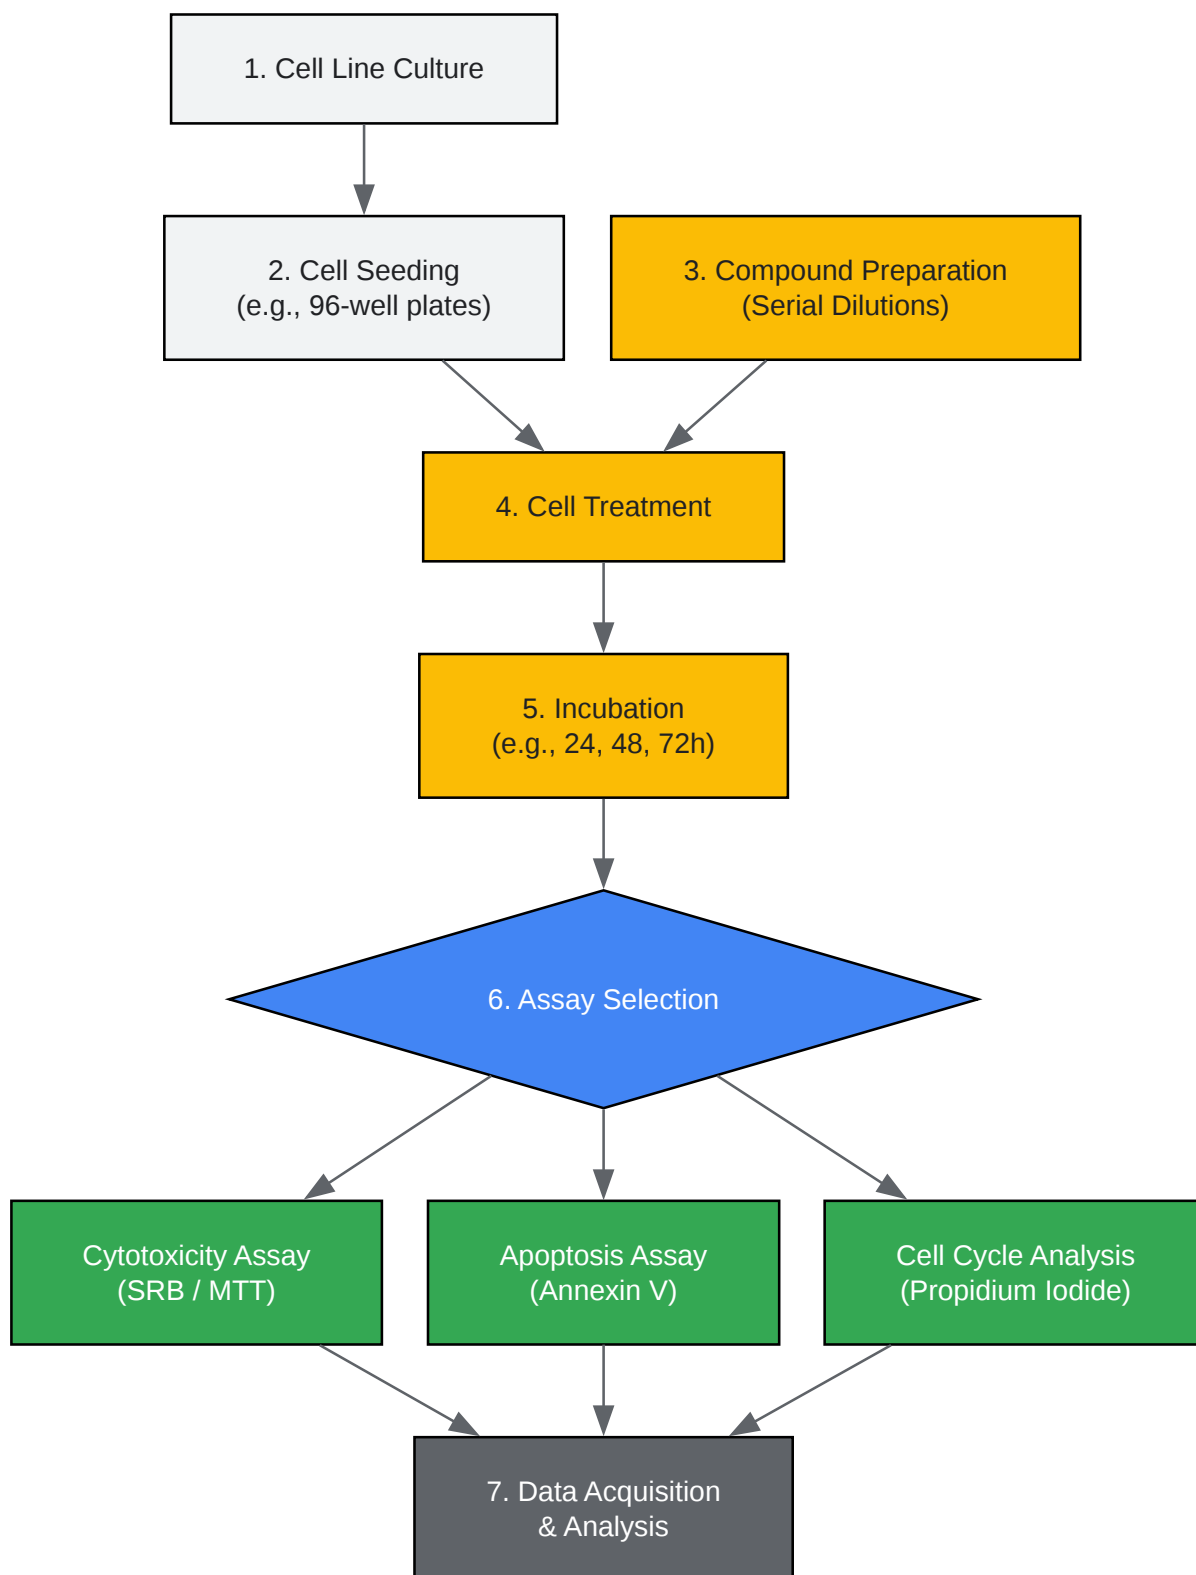 1. Cell Line Culture
2. Cell Seeding
(e.g., 96-well plates)
3. Compound Preparation
(Serial Dilutions)
4. Cell Treatment
5. Incubation
(e.g., 24, 48, 72h)
6. Assay Selection
Cytotoxicity Assay
(SRB / MTT)
Apoptosis Assay
(Annexin V)
Cell Cycle Analysis
(Propidium Iodide)
7. Data Acquisition
& Analysis